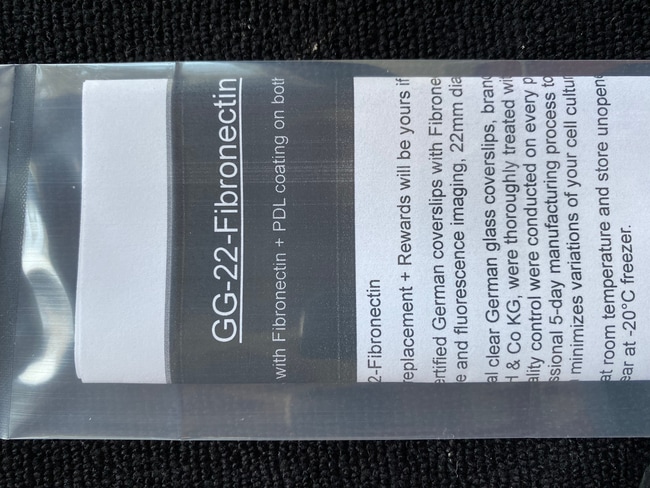 GG-22-Fibronectin
with Fibronectin + PDL coating on both
2-Fibronectin
replacement + Rewards will be yours if
ertified German coverslips with Fibrone
e and fluorescence imaging, 22mm dia
al clear German glass coverslips, brand
H & Co KG, were thoroughly treated wi
ality control were conducted on every p
ssional 5-day manufacturing process to
minimizes variations of your cell cultur
at room temperature and store unopene
ear at -20°C freezer.